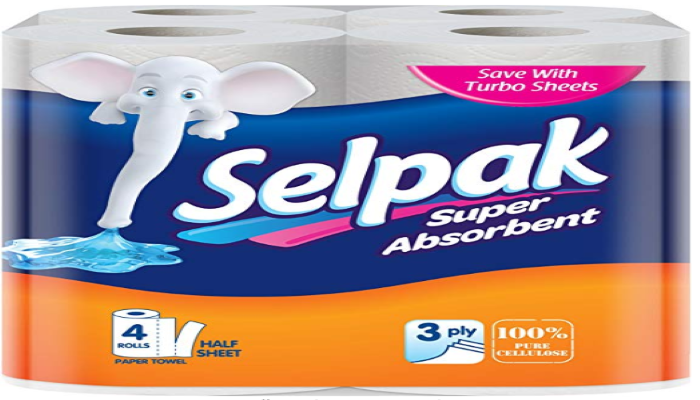 Save With
Turbo Sheets
Selpak
Super
Absorbent
4
ROLLS
HALF
SHEET
PAPER TOWEL
3 ply
100%
PURE
CELLULOSE